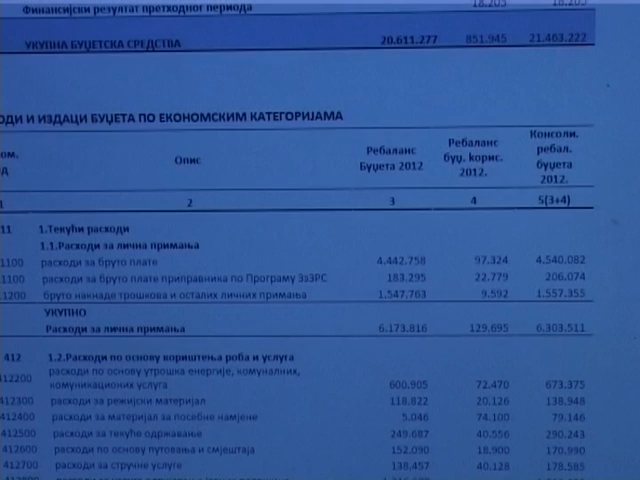 Финансијски резултат претходног периода 18.205 18.205
УКУПНА БУЏЕТСКА СРЕДСТВА 20.611.277 851.945 21.463.222
ОДИ И ИЗДАЦИ БУЏЕТА ПО ЕКОНОМСКИМ КАТЕГОРИЈАМА
ом. Опис Ребаланс Буџета 2012 Ребаланс буџ. корис. 2012. Консоли. ребал. буџета 2012.
2 3 4 5(3+4)
11 1.Текући расходи
1.1.Расходи за лична примања
1100 расходи за бруто плате 4.442.758 97.324 4.540.082
1100 расходи за бруто плате приправника по Програму ЗзЗРС 183.295 22.779 206.074
1200 бруто накнаде трошкова и осталих личних примања 1.547.763 9.592 1.557.355
УКУПНО
Расходи за лична примања 6.173.816 129.695 6.303.511
412 1.2.Расходи по основу кориштења роба и услуга
412200 расходи по основу утрошка енергије, комуналних,
комуникационих услуга 600.905 72.470 673.375
412300 расходи за режијски материјал 118.822 20.126 138.948
412400 расходи за материјал за посебне намјене 5.046 74.100 79.146
412500 расходи за текуће одржавање 249.687 40.556 290.243
412600 расходи по основу путовања и смјештаја 152.090 18.900 170.990
412700 расходи за стручне услуге 138.457 40.128 178.585